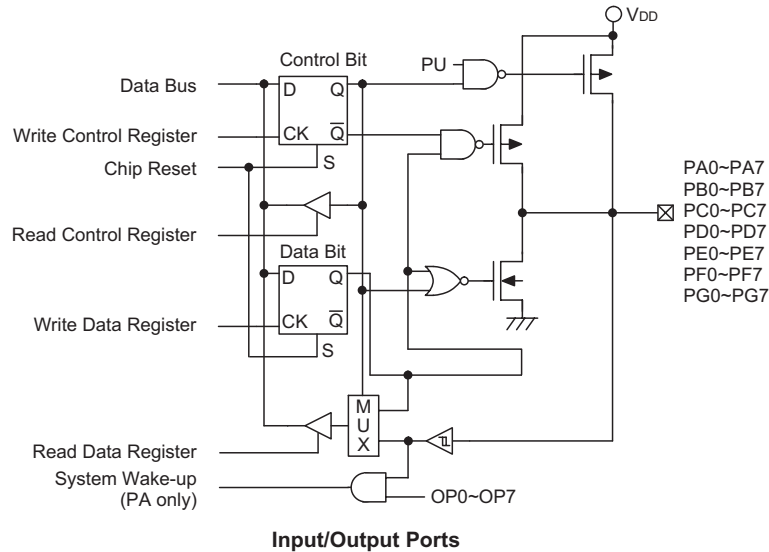 VDD
Control Bit
PU
Data Bus
D Q
Write Control Register
CK Q
Chip Reset
S
PA0~PA7
PB0~PB7
PC0~PC7
PD0~PD7
PE0~PE7
PF0~PF7
PG0~PG7
Read Control Register
Data Bit
D Q
Write Data Register
CK Q
S
M
U
X
Read Data Register
System Wake-up
(PA only)
OP0~OP7
Input/Output Ports